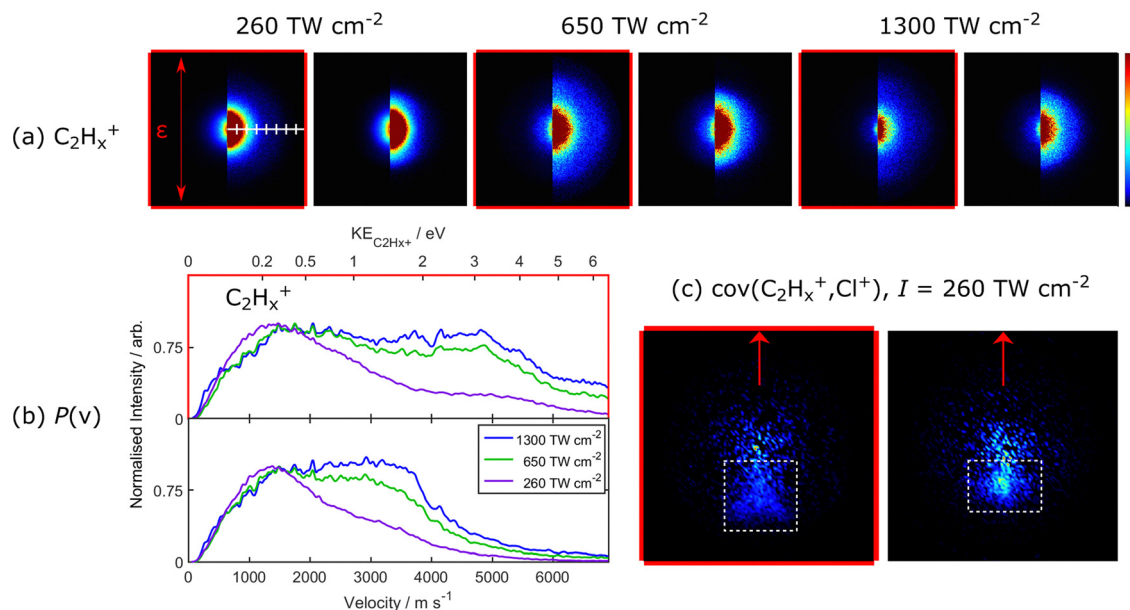 260 TW cm⁻² 650 TW cm⁻² 1300 TW cm⁻²
(a) C₂Hₓ⁺
ε
KE_C2Hx+ / eV
0 0.2 0.5 1 2 3 4 5 6
C₂Hₓ⁺
(b) P(v)
Normalised Intensity / arb.
0.75
0
0.75
0
1300 TW cm⁻²
650 TW cm⁻²
260 TW cm⁻²
0 1000 2000 3000 4000 5000 6000
Velocity / m s⁻¹
(c) cov(C₂Hₓ⁺,Cl⁺), I = 260 TW cm⁻²